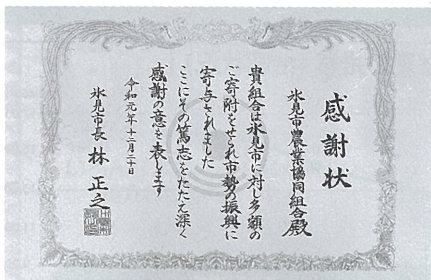 感謝状
氷見市農業協同組合殿
貴組合は氷見市に対し多額の
ご寄附をせられ市勢の振興に
寄与されました
ここにその篤志をたたえ深く
感謝の意を表します
令和元年十二月二十日
氷見市長 林正之